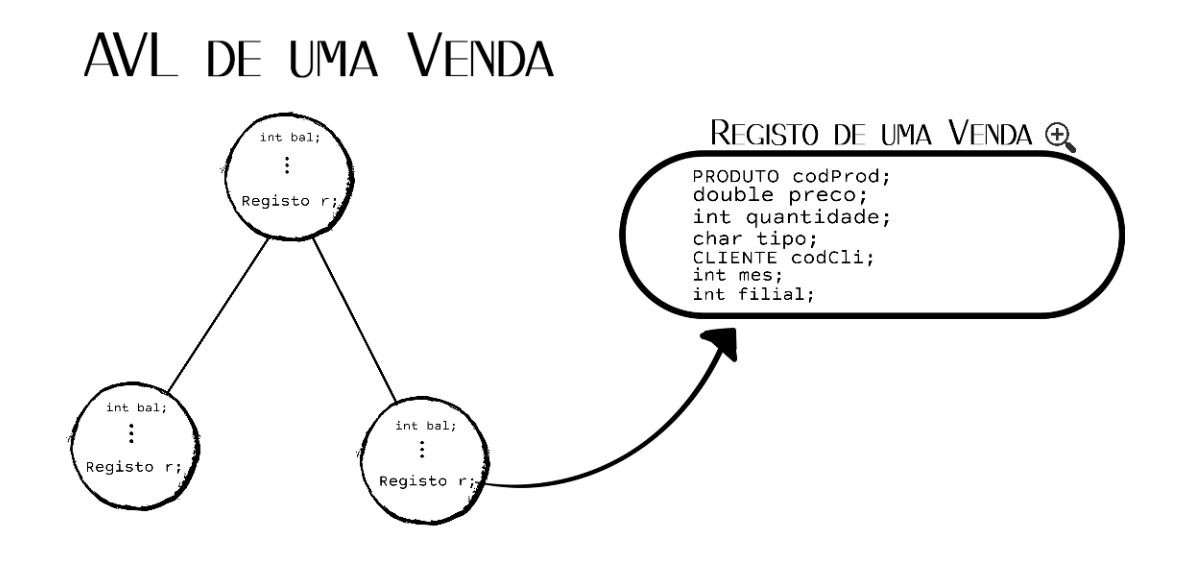 AVL DE UMA VENDA
int bal;
Registo r;
int bal;
Registo r;
int bal;
Registo r;
REGISTO DE UMA VENDA
PRODUTO codProd;
double preco;
int quantidade;
char tipo;
CLIENTE codCli;
int mes;
int filial;